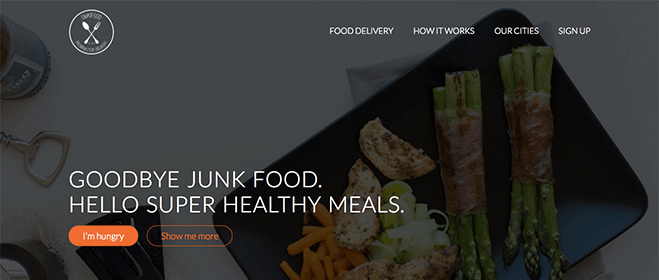 FOOD DELIVERY HOW IT WORKS OUR CITIES SIGN UP
GOODBYE JUNK FOOD.
HELLO SUPER HEALTHY MEALS.
I'm hungry Show me more